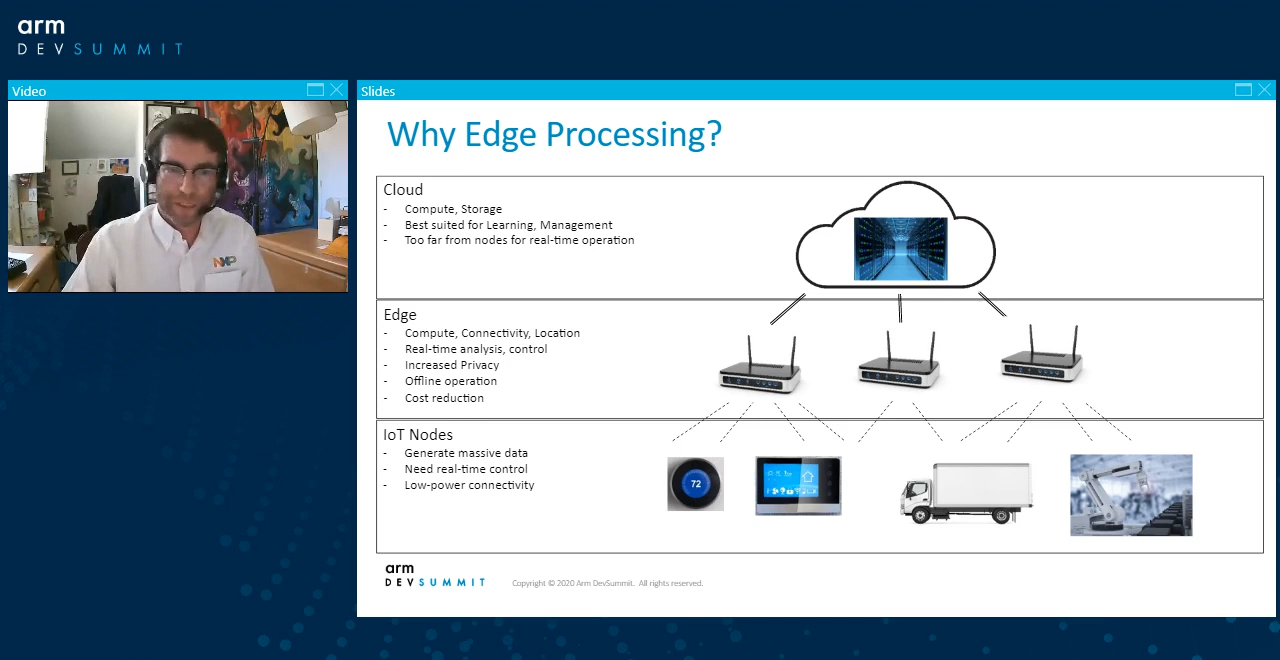 arm
DEVSUMMIT
Video
Slides
NXP
Why Edge Processing?
Cloud
- Compute, Storage
- Best suited for Learning, Management
- Too far from nodes for real-time operation
Edge
- Compute, Connectivity, Location
- Real-time analysis, control
- Increased Privacy
- Offline operation
- Cost reduction
IoT Nodes
- Generate massive data
- Need real-time control
- Low-power connectivity
72
arm
DEVSUMMIT
Copyright © 2020 Arm DevSummit. All rights reserved.